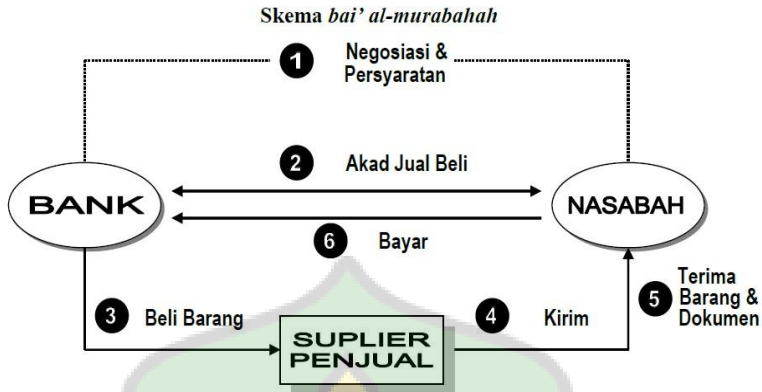 Skema bai' al-murabahah
1 Negosiasi &
Persyaratan
2 Akad Jual Beli
BANK
NASABAH
6 Bayar
3 Beli Barang
SUPLIER
PENJUAL
4 Kirim
5 Terima
Barang &
Dokumen